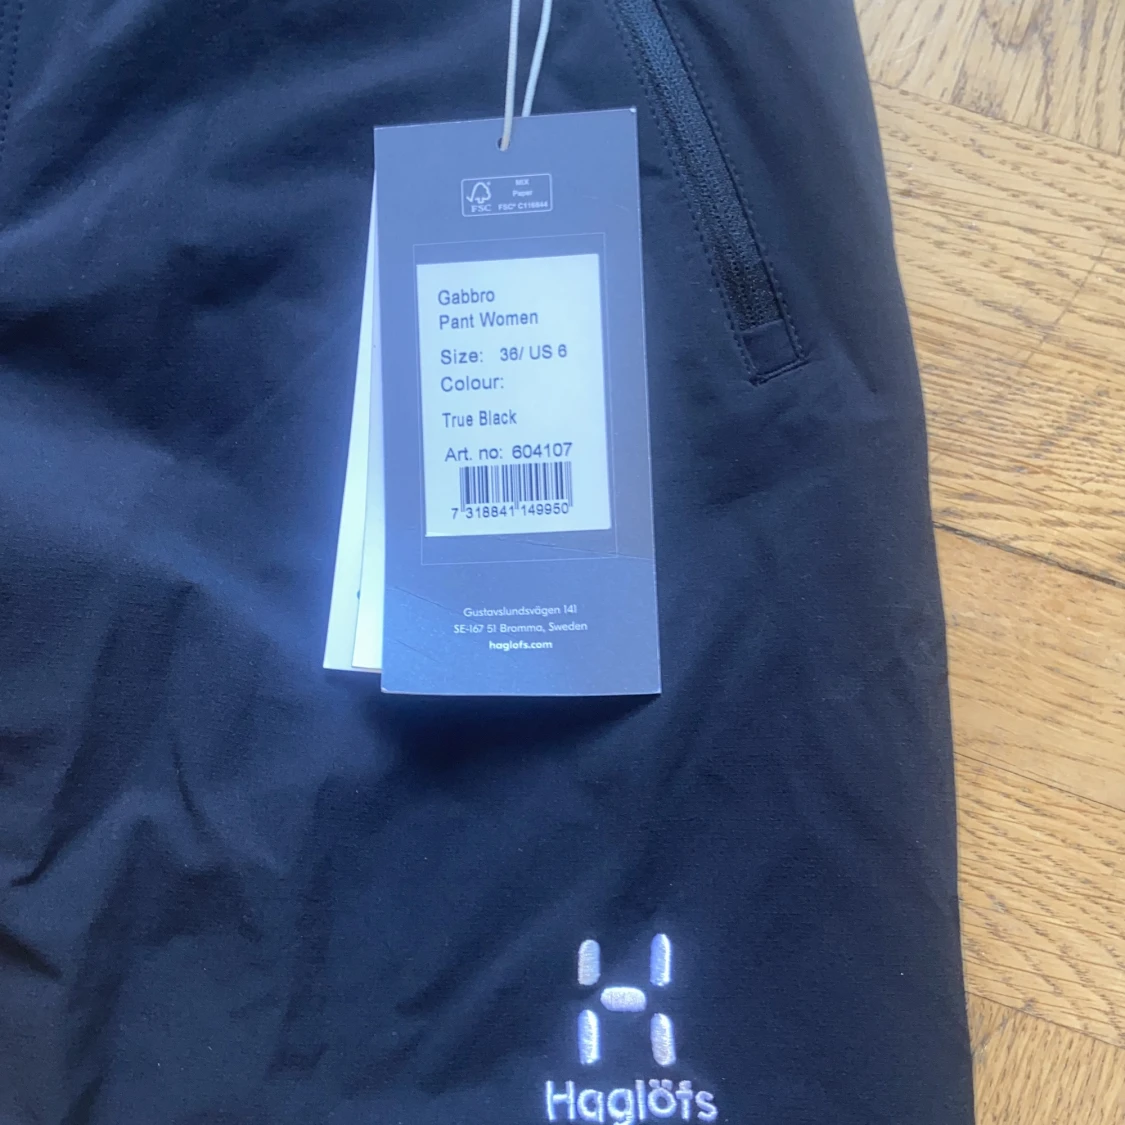 FSC
MIX
Paper
FSC® C116844
Gabbro
Pant Women
Size: 36/ US 6
Colour:
True Black
Art. no: 604107
7 318841 149950
Gustavslundsvägen 141
SE-167 51 Bromma, Sweden
haglofs.com
Haglöfs